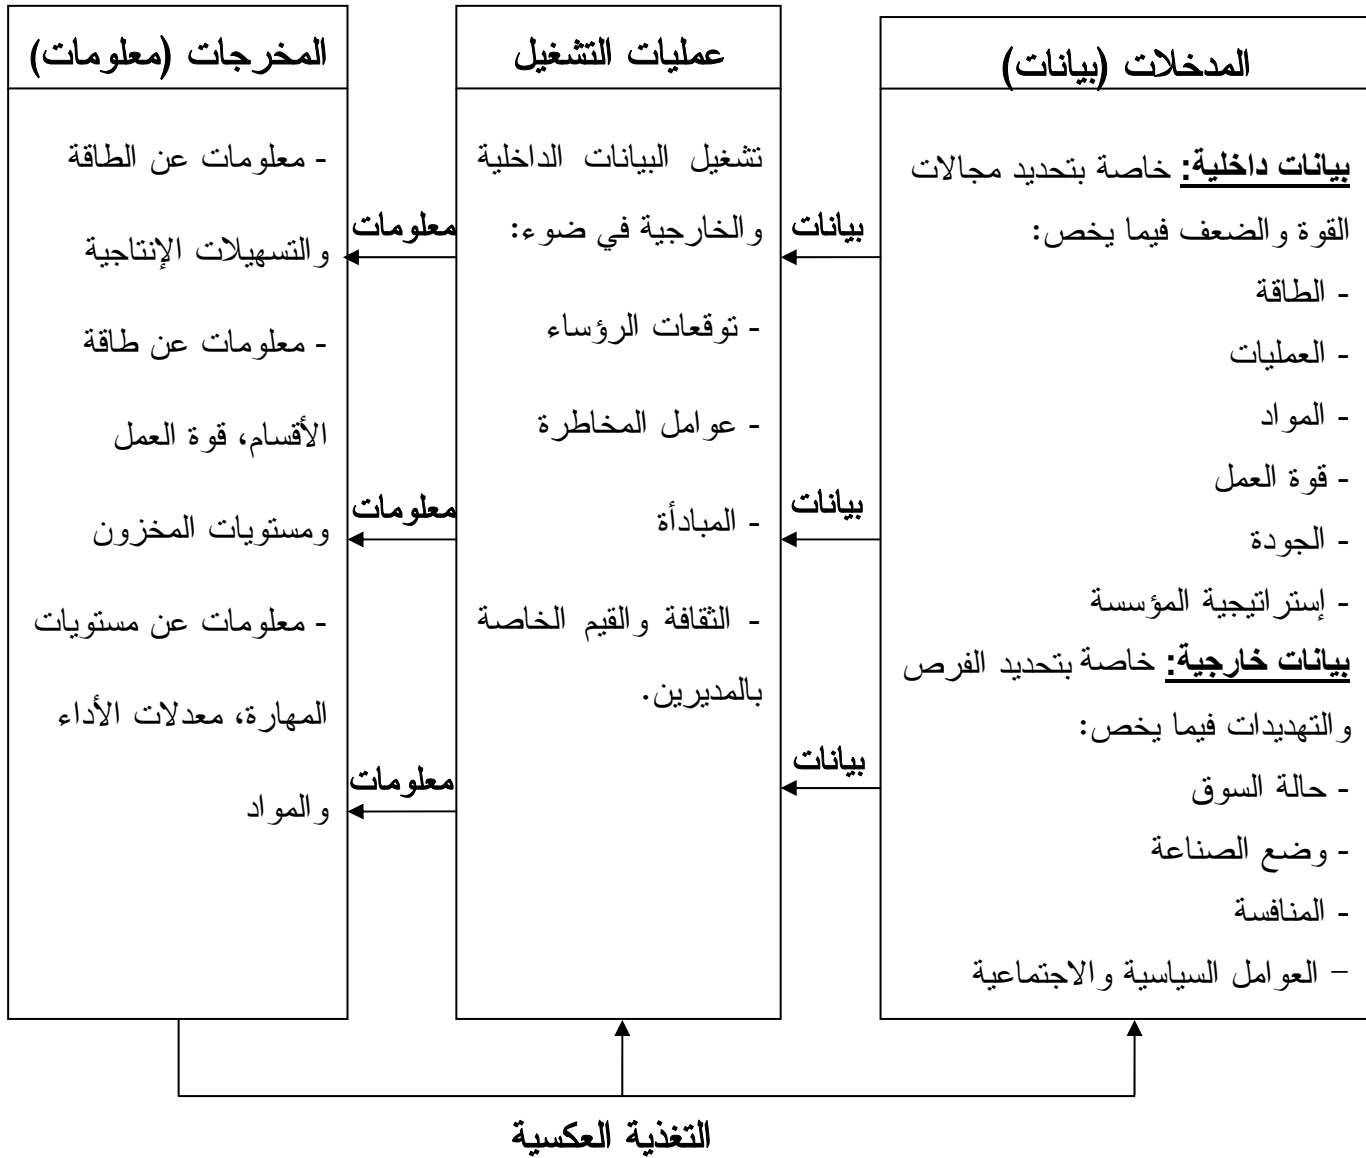 المدخلات (بيانات)
بيانات داخلية: خاصة بتحديد مجالات
القوة والضعف فيما يخص:
- الطاقة
- العمليات
- المواد
- قوة العمل
- الجودة
- إستراتيجية المؤسسة
بيانات خارجية: خاصة بتحديد الفرص
والتهديدات فيما يخص:
- حالة السوق
- وضع الصناعة
- المنافسة
– العوامل السياسية والاجتماعية
بيانات
بيانات
بيانات
عمليات التشغيل
تشغيل البيانات الداخلية
والخارجية في ضوء:
- توقعات الرؤساء
- عوامل المخاطرة
- المبادأة
- الثقافة والقيم الخاصة
بالمديرين.
معلومات
معلومات
معلومات
المخرجات (معلومات)
- معلومات عن الطاقة
والتسهيلات الإنتاجية
- معلومات عن طاقة
الأقسام، قوة العمل
ومستويات المخزون
- معلومات عن مستويات
المهارة، معدلات الأداء
والمواد
التغذية العكسية